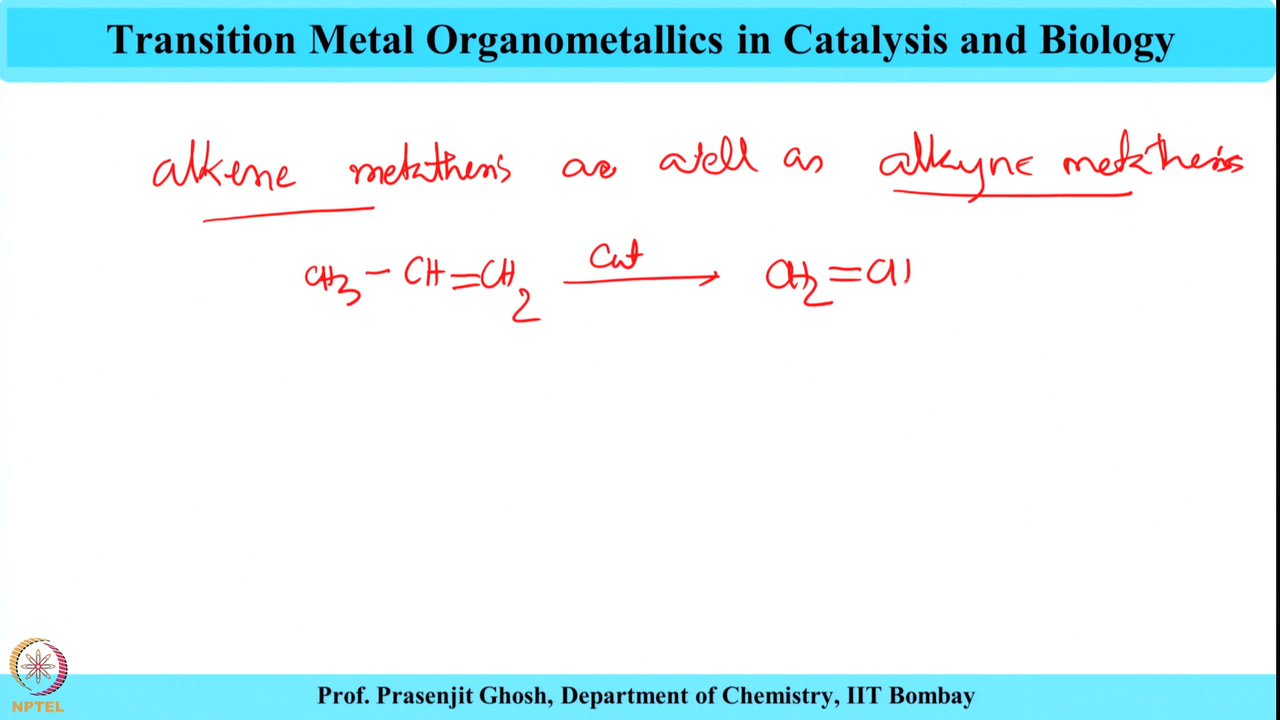 Transition Metal Organometallics in Catalysis and Biology
alkene metathesis as well as alkyne metathesis
CH3 – CH = CH2 Cat → CH2 = CH
NPTEL
Prof. Prasenjit Ghosh, Department of Chemistry, IIT Bombay